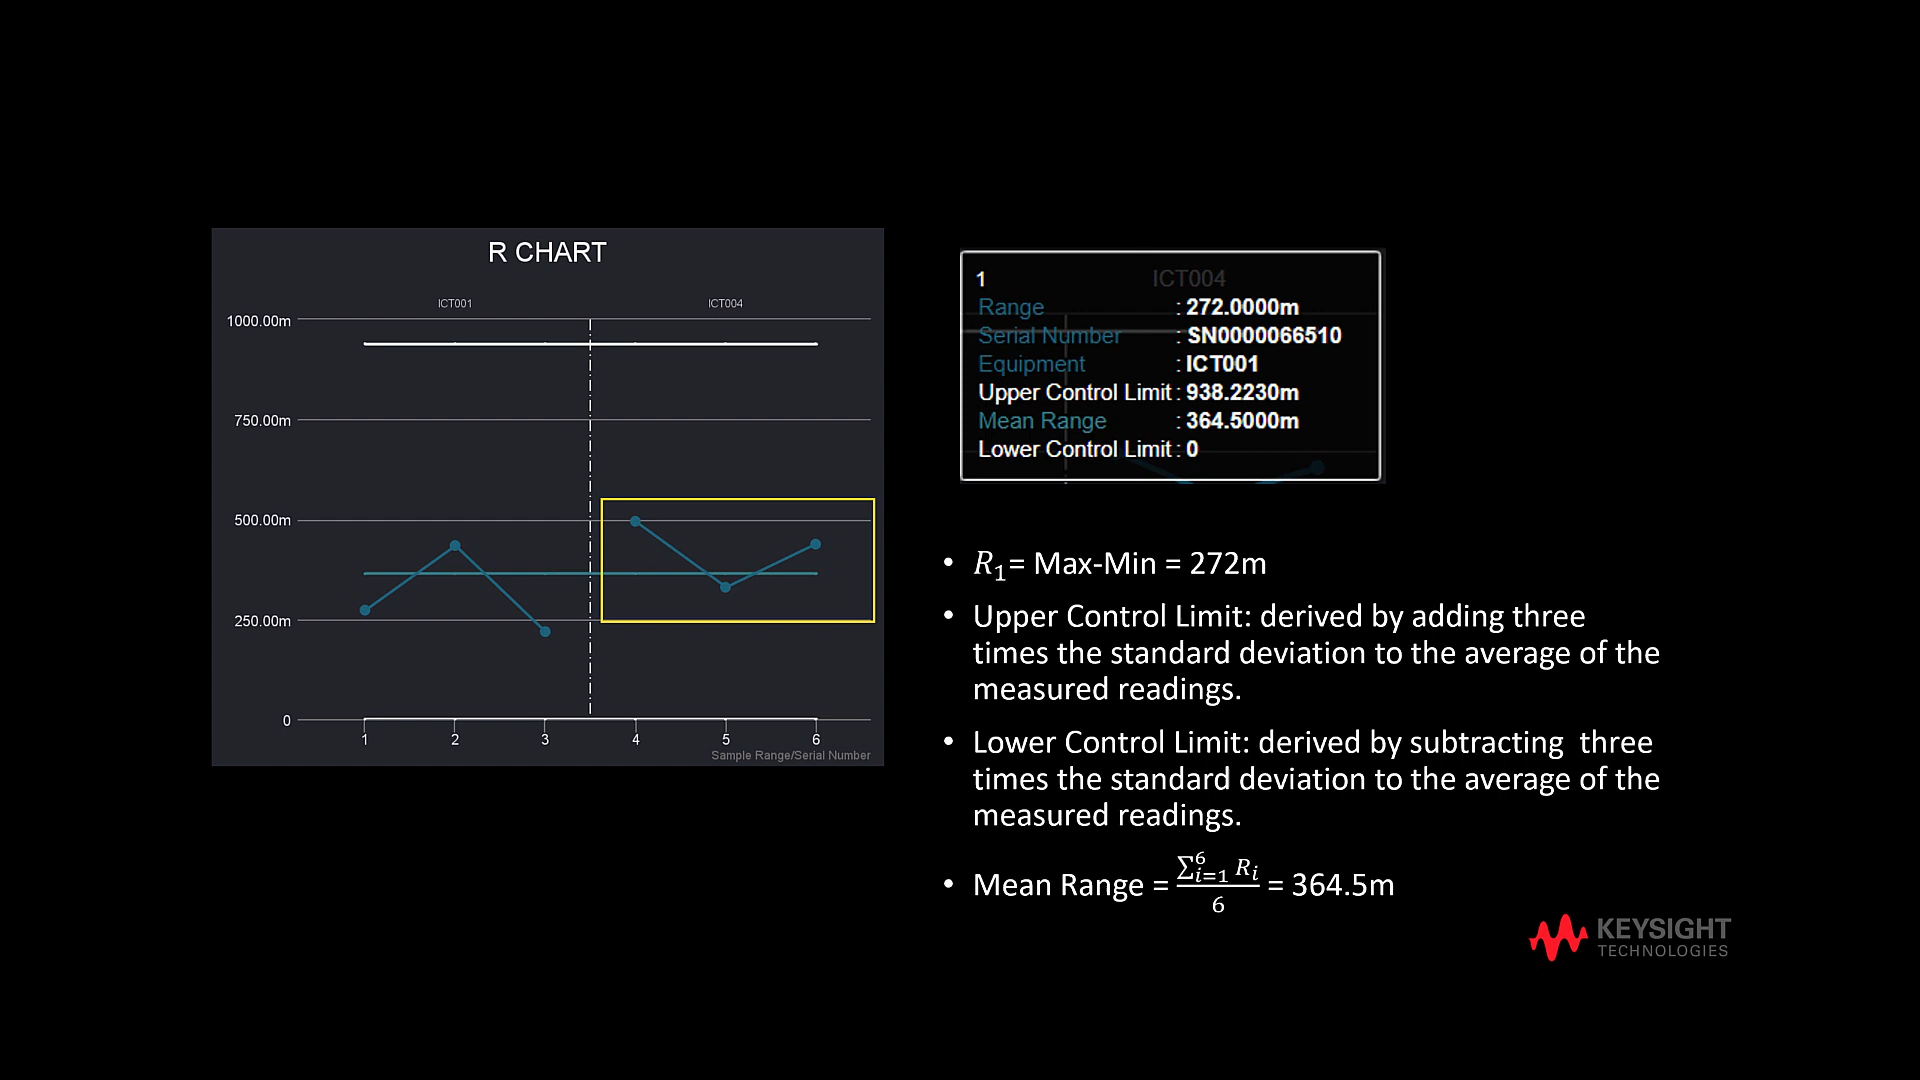 R CHART
ICT001
ICT004
1000.00m
750.00m
500.00m
250.00m
0
1 2 3 4 5 6
Sample Range/Serial Number
1
ICT004
Range : 272.0000m
Serial Number : SN0000066510
Equipment : ICT001
Upper Control Limit : 938.2230m
Mean Range : 364.5000m
Lower Control Limit : 0
• R₁= Max-Min = 272m
• Upper Control Limit: derived by adding three
times the standard deviation to the average of the
measured readings.
• Lower Control Limit: derived by subtracting  three
times the standard deviation to the average of the
measured readings.
• Mean Range = \frac{\sum_{i=1}^{6} R_i}{6} = 364.5m
KEYSIGHT
TECHNOLOGIES